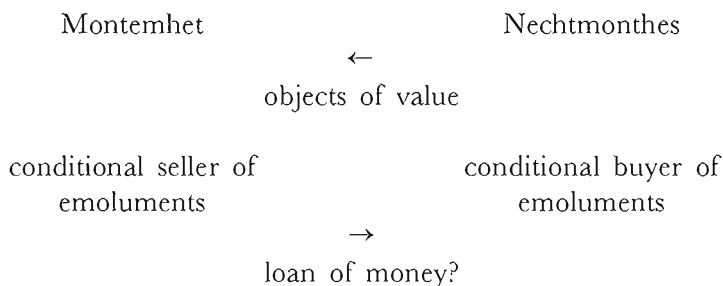 Montemhet Nechtmonthes
←
objects of value
conditional seller of conditional buyer of
emoluments emoluments
→
loan of money?